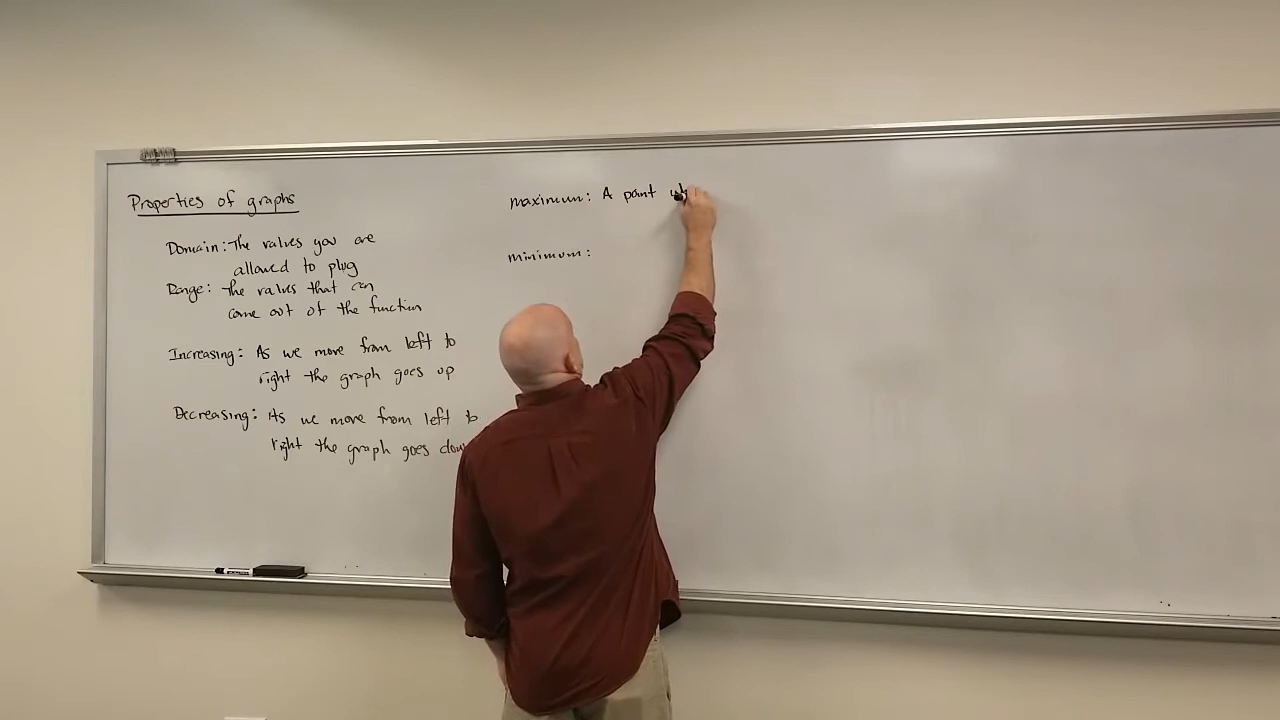 Properties of graphs
Domain: The values you are
allowed to plug
Range: The values that can
come out of the function
Increasing: As we move from left to
right the graph goes up
Decreasing: As we move from left to
right the graph goes down
maximum: A point
minimum: